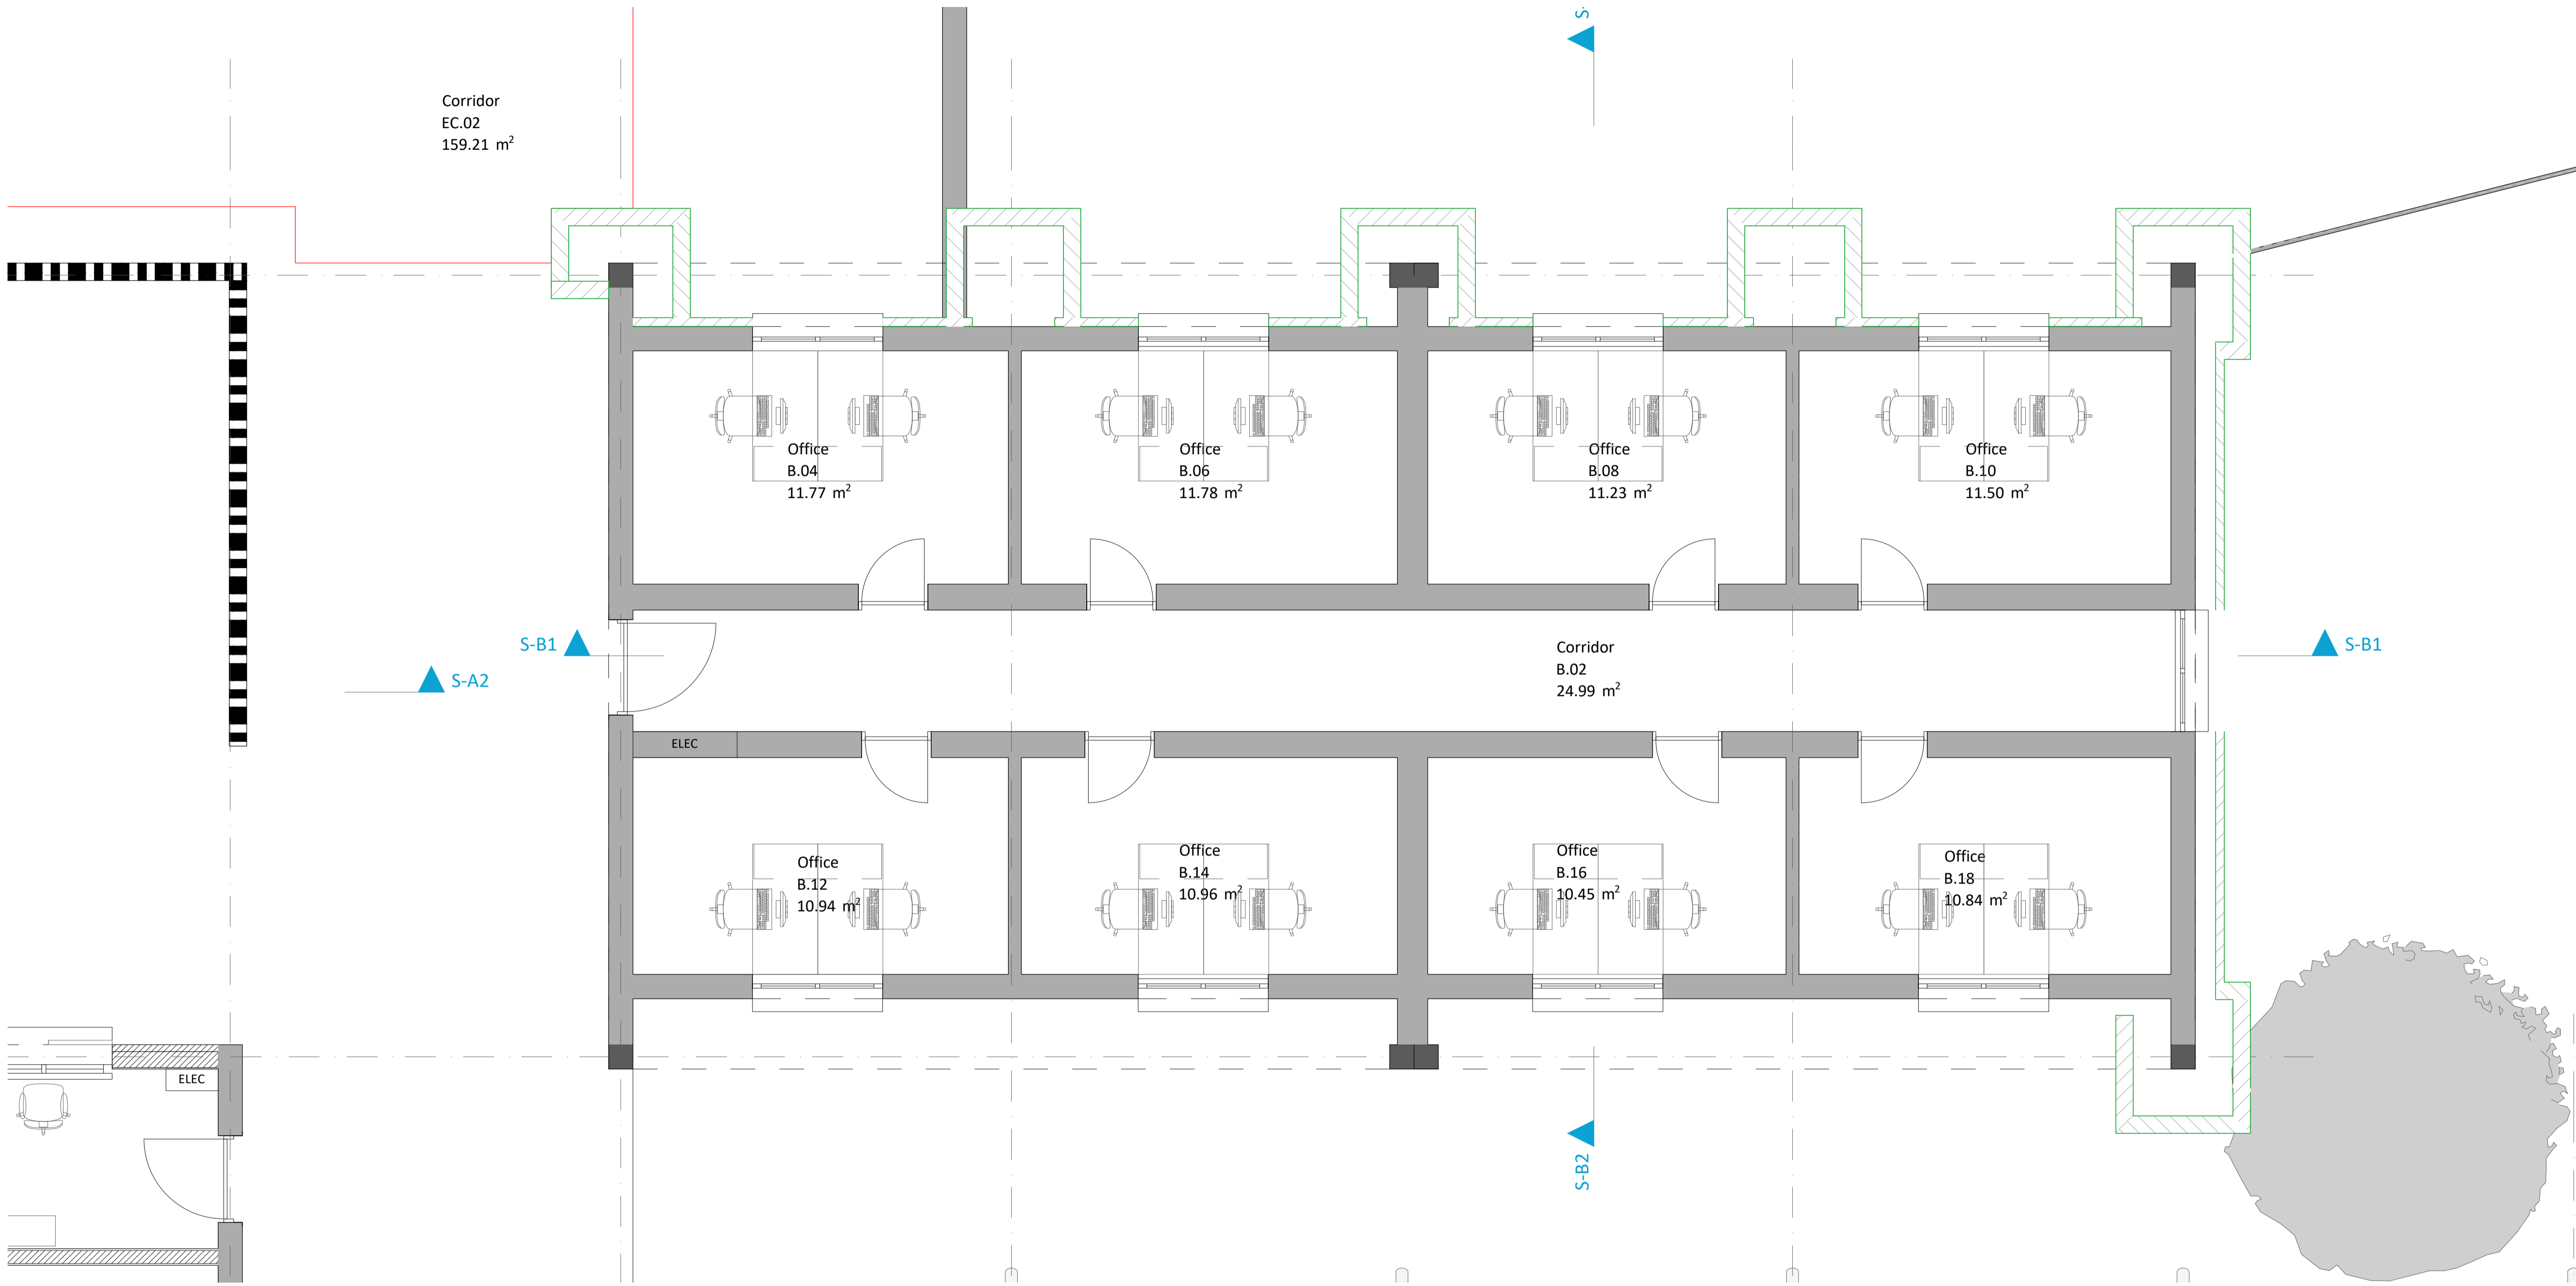 S-
Corridor
EC.02
159.21 m²
Office
B.04
11.77 m²
Office
B.06
11.78 m²
Office
B.08
11.23 m²
Office
B.10
11.50 m²
S-B1
S-A2
Corridor
B.02
24.99 m²
S-B1
ELEC
Office
B.12
10.94 m²
Office
B.14
10.96 m²
Office
B.16
10.45 m²
Office
B.18
10.84 m²
ELEC
S-B2